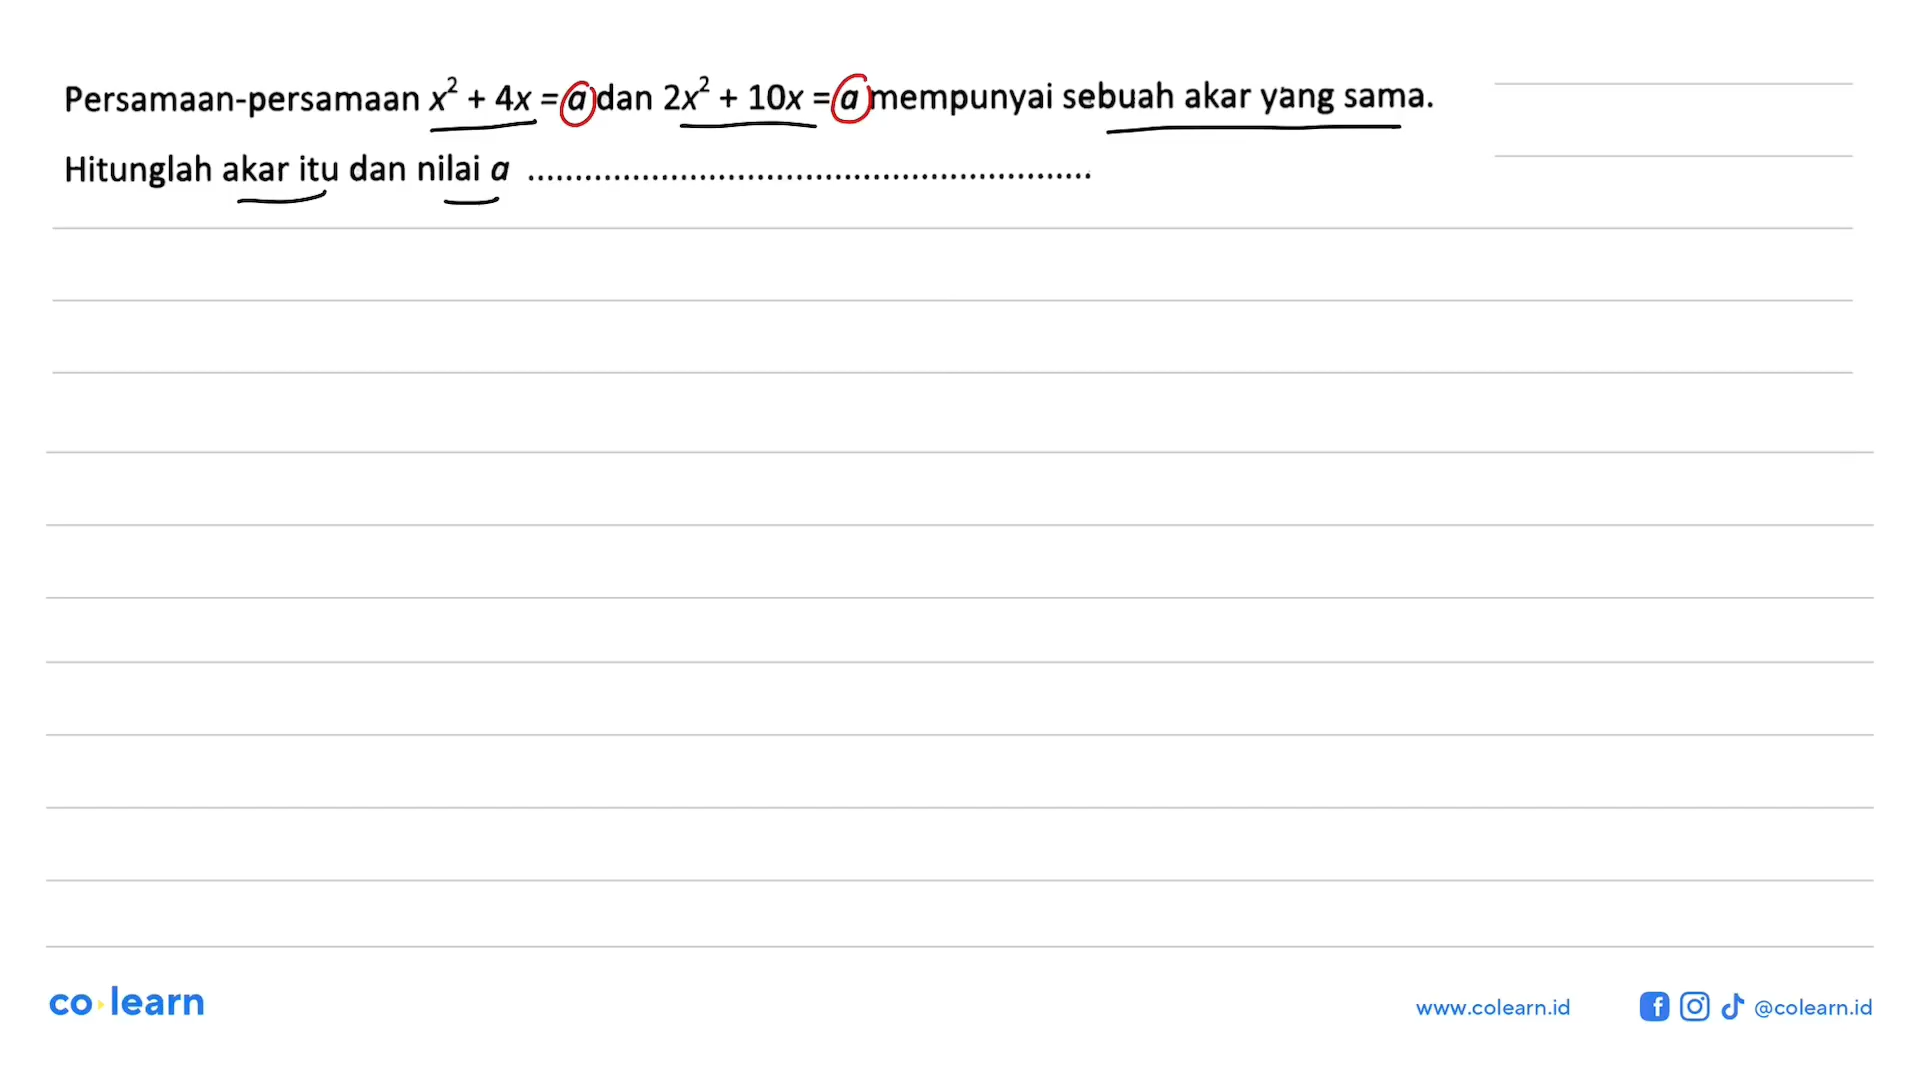 Persamaan-persamaan x² + 4x = a dan 2x² + 10x = a mempunyai sebuah akar yang sama.
Hitunglah akar itu dan nilai a ............................................................
co learn
www.colearn.id
@colearn.id